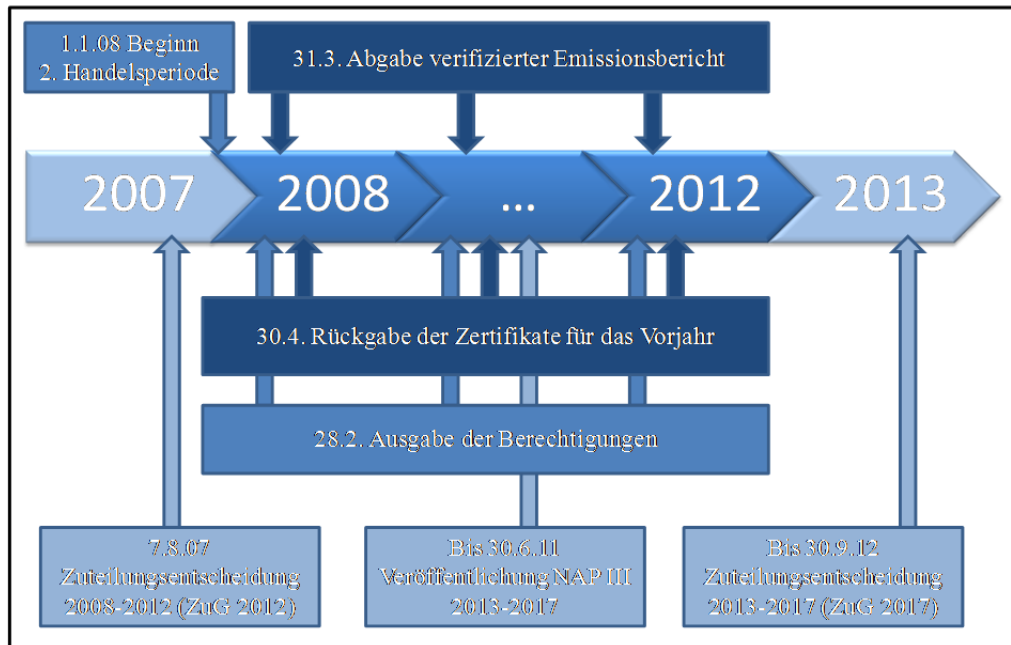 1.1.08 Beginn
2. Handelsperiode
31.3. Abgabe verifizierter Emissionsbericht
2007
2008
...
2012
2013
30.4. Rückgabe der Zertifikate für das Vorjahr
28.2. Ausgabe der Berechtigungen
7.8.07
Zuteilungsentscheidung
2008-2012 (ZuG 2012)
Bis 30.6.11
Veröffentlichung NAP III
2013-2017
Bis 30.9.12
Zuteilungsentscheidung
2013-2017 (ZuG 2017)